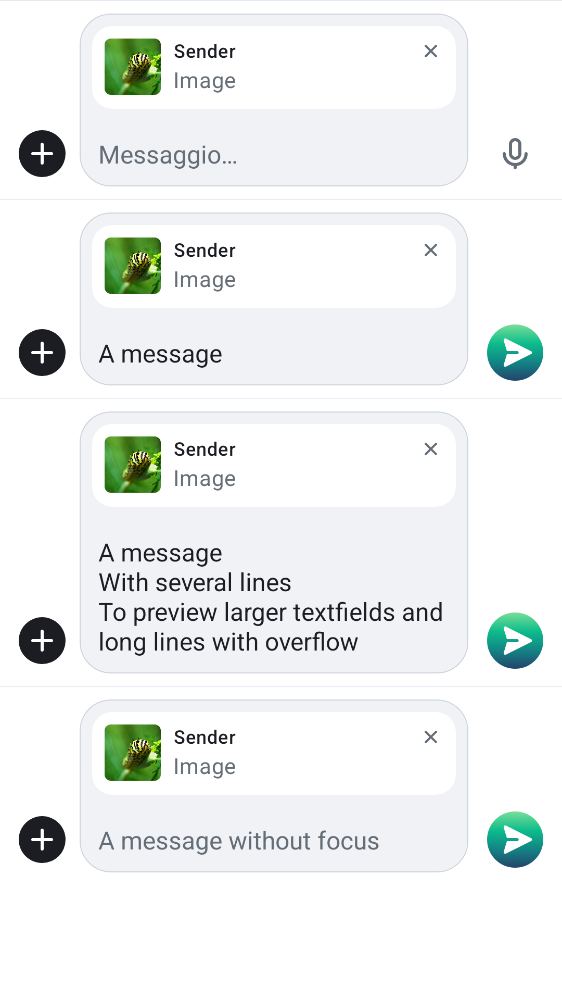 Sender
Image
Messaggio…
Sender
Image
A message
Sender
Image
A message
With several lines
To preview larger textfields and
long lines with overflow
Sender
Image
A message without focus